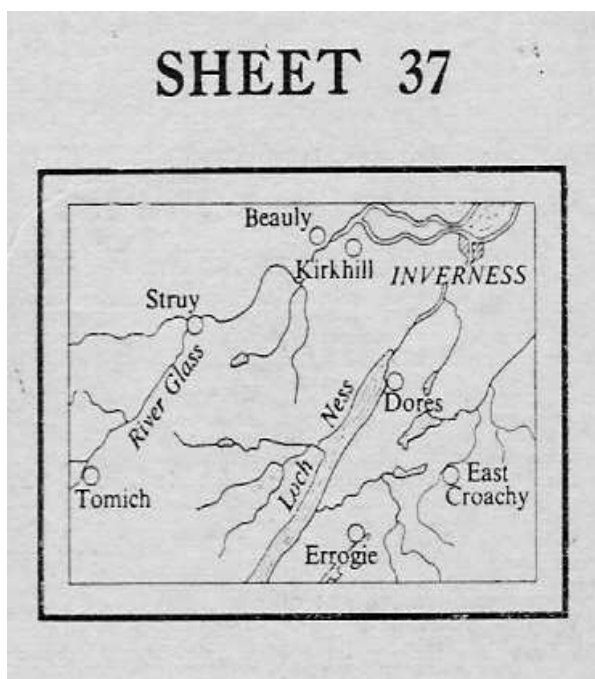 SHEET 37
Beauly
Kirkhill
INVERNESS
Struy
River Glass
Loch Ness
Dores
Tomich
East
Croachy
Errogie